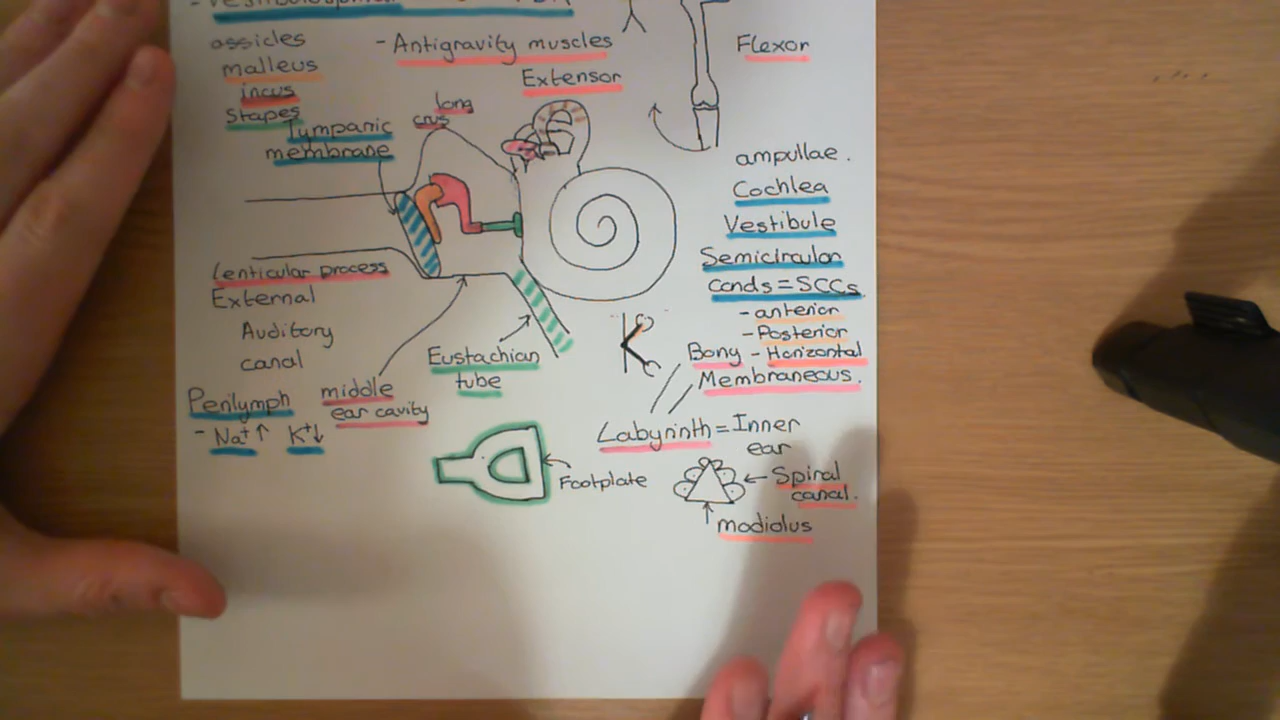 assicles
malleus
incus
stapes
- Antigravity muscles
Extensor
Flexor
long
crus
Tympanic
membrane
ampullae.
Cochlea
Vestibule
Semicircular
canals = SCCs
- anterior
- Posterior
- Horizontal
Bony
Membraneous.
Labyrinth = Inner
ear
Lenticular process
External
Auditory
canal
Eustachian
tube
Perilymph
- Na+↑ K+↓
middle
ear cavity
Footplate
Spiral
canal.
modiolus